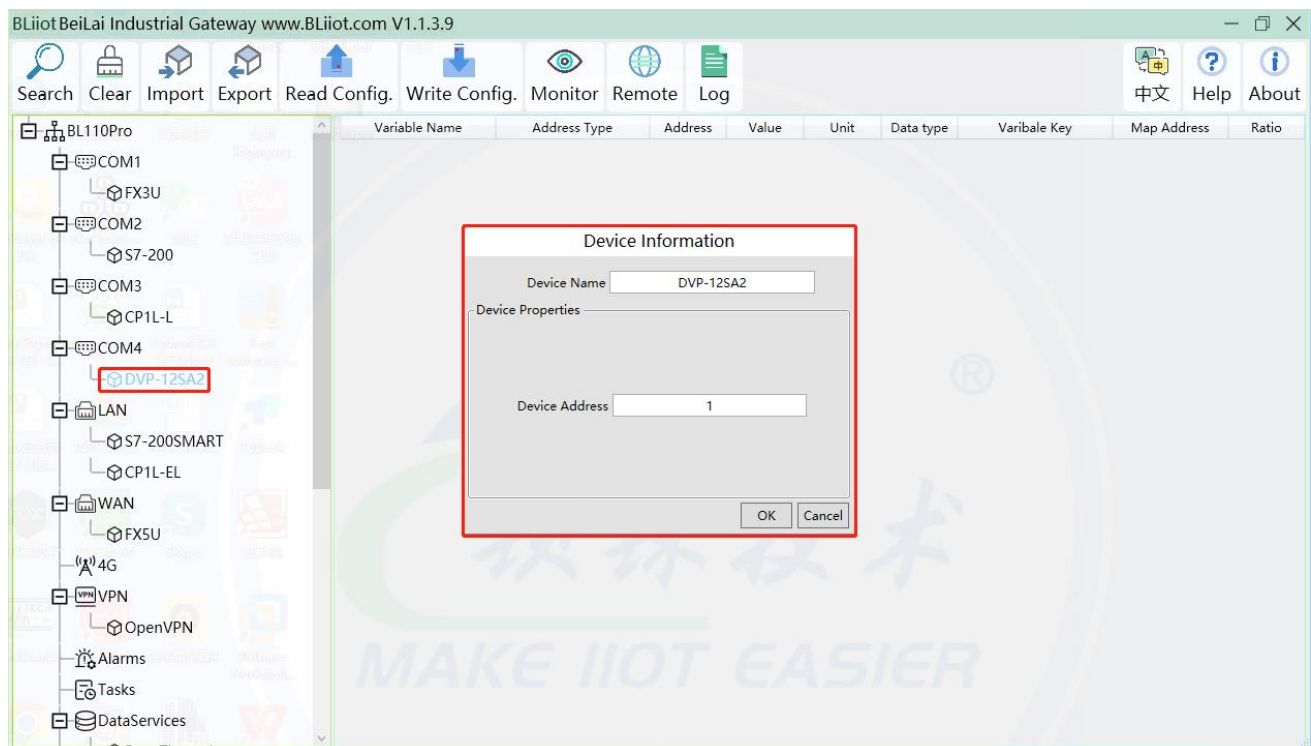 BLiiot BeiLai Industrial Gateway www.BLiiot.com V1.1.3.9
Search Clear Import Export Read Config. Write Config. Monitor Remote Log 中文 Help About
BL110Pro
Variable Name Address Type Address Value Unit Data type Varibale Key Map Address Ratio
COM1
FX3U
COM2
S7-200
COM3
CP1L-L
COM4
DVP-12SA2
LAN
S7-200SMART
CP1L-EL
WAN
FX5U
4G
VPN
OpenVPN
Alarms
Tasks
DataServices
Device Information
Device Name DVP-12SA2
Device Properties
Device Address 1
OK Cancel
®
技术
MAKE IIOT EASIER